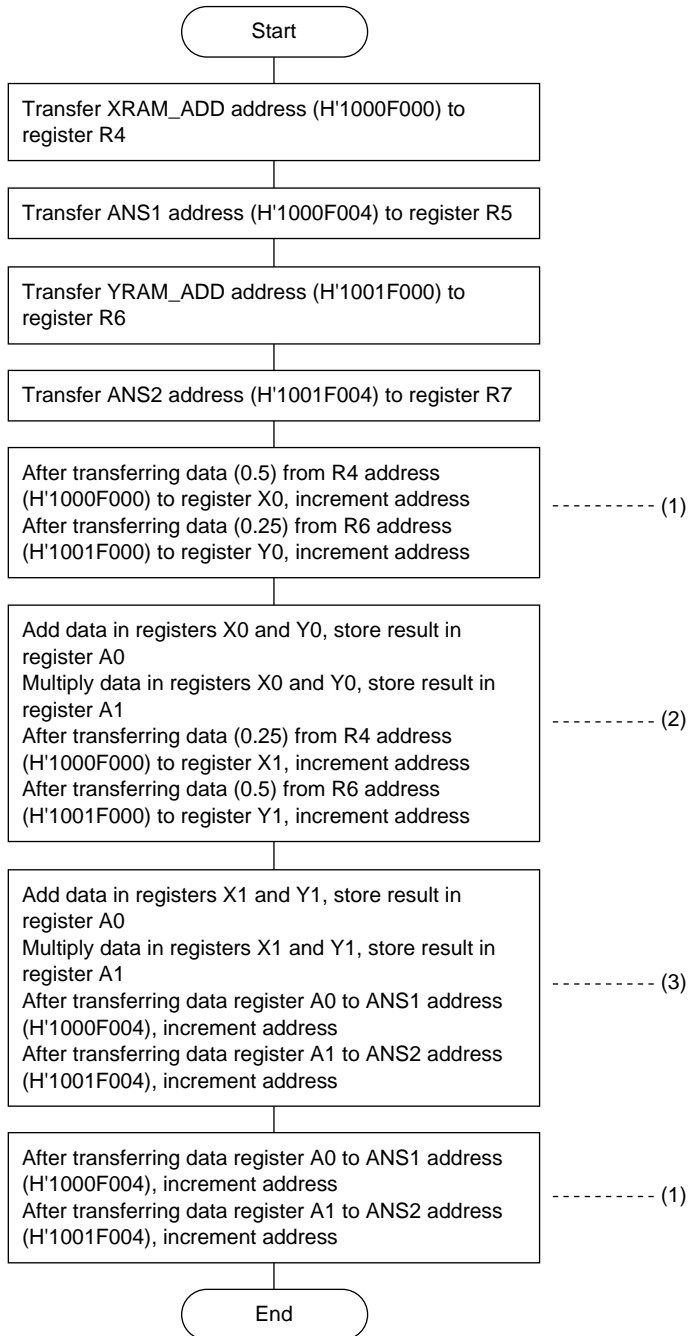 Start
Transfer XRAM_ADD address (H'1000F000) to
register R4
Transfer ANS1 address (H'1000F004) to register R5
Transfer YRAM_ADD address (H'1001F000) to
register R6
Transfer ANS2 address (H'1001F004) to register R7
After transferring data (0.5) from R4 address
(H'1000F000) to register X0, increment address
After transferring data (0.25) from R6 address
(H'1001F000) to register Y0, increment address
(1)
Add data in registers X0 and Y0, store result in
register A0
Multiply data in registers X0 and Y0, store result in
register A1
After transferring data (0.25) from R4 address
(H'1000F000) to register X1, increment address
After transferring data (0.5) from R6 address
(H'1001F000) to register Y1, increment address
(2)
Add data in registers X1 and Y1, store result in
register A0
Multiply data in registers X1 and Y1, store result in
register A1
After transferring data register A0 to ANS1 address
(H'1000F004), increment address
After transferring data register A1 to ANS2 address
(H'1001F004), increment address
(3)
After transferring data register A0 to ANS1 address
(H'1000F004), increment address
After transferring data register A1 to ANS2 address
(H'1001F004), increment address
(1)
End